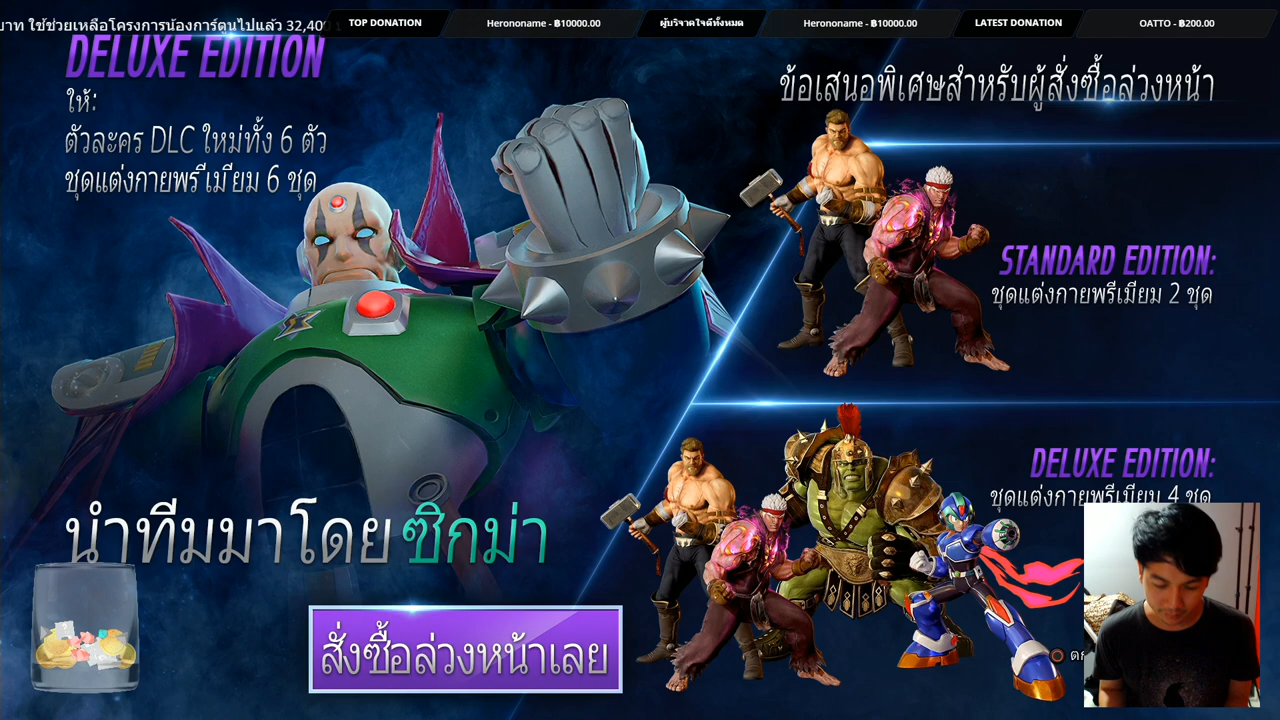 บาท ใช้ช่วยเหลือโครงการน้องการ์ตูนไปแล้ว 32,400
TOP DONATION
Herononame - ฿10000.00
ผู้บริจาคใจดีทั้งหมด
Herononame - ฿10000.00
LATEST DONATION
OATTO - ฿200.00
DELUXE EDITION
ให้:
ตัวละคร DLC ใหม่ทั้ง 6 ตัว
ชุดแต่งกายพรีเมียม 6 ชุด
นำทีมมาโดย ซิกม่า
สั่งซื้อล่วงหน้าเลย
ข้อเสนอพิเศษสำหรับผู้สั่งซื้อล่วงหน้า
STANDARD EDITION:
ชุดแต่งกายพรีเมียม 2 ชุด
DELUXE EDITION:
ชุดแต่งกายพรีเมียม 4 ชุด